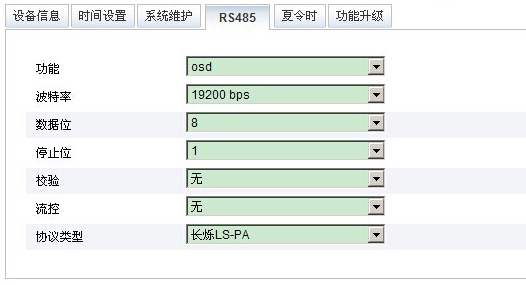 设备信息 时间设置 系统维护 RS485 夏令时 功能升级
功能 osd
波特率 19200 bps
数据位 8
停止位 1
校验 无
流控 无
协议类型 长烁LS-PA